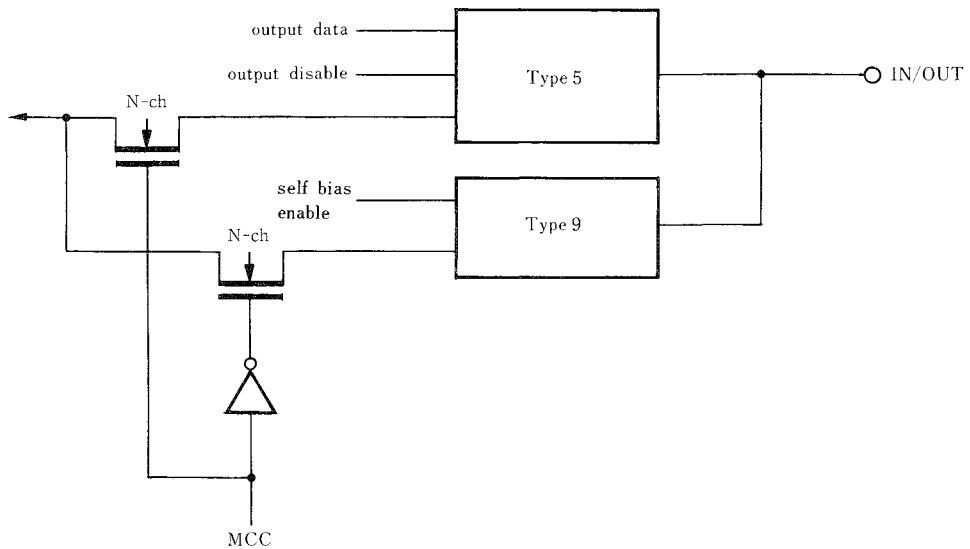 output data
output disable
Type 5
IN/OUT
N-ch
self bias
enable
Type 9
N-ch
MCC